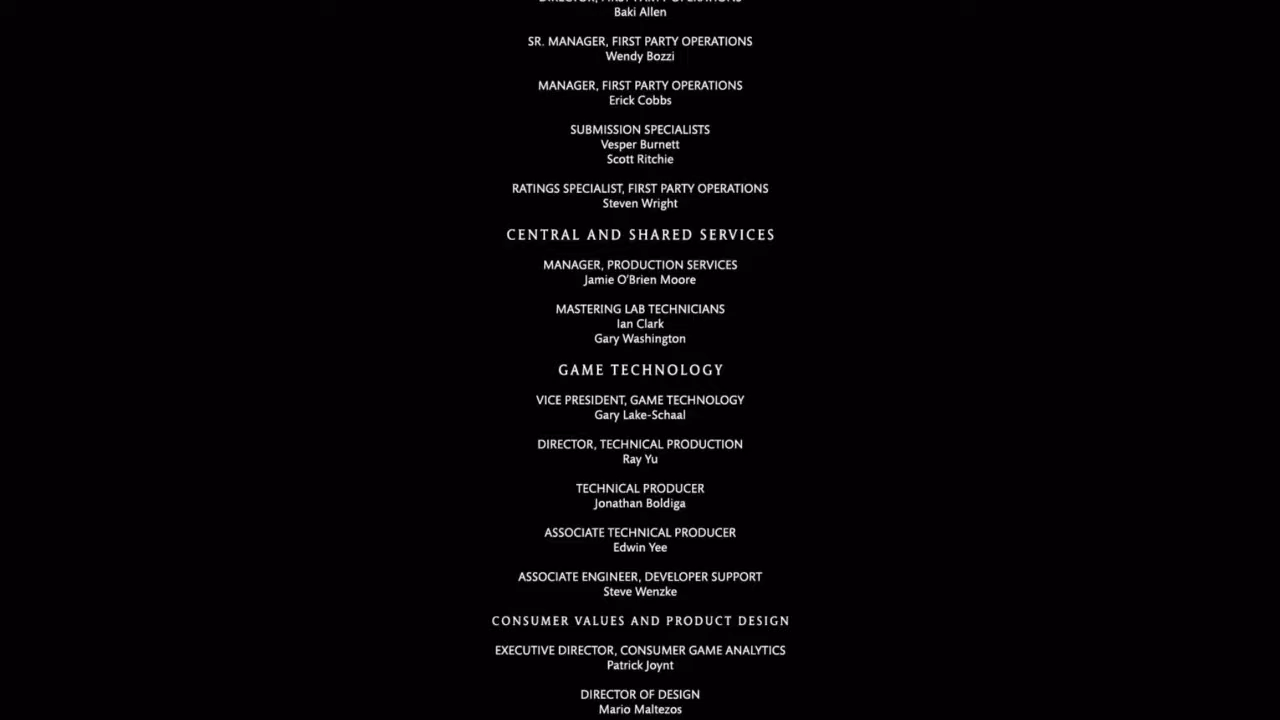 DIRECTOR, FIRST PARTY OPERATIONS
Baki Allen
SR. MANAGER, FIRST PARTY OPERATIONS
Wendy Bozzi
MANAGER, FIRST PARTY OPERATIONS
Erick Cobbs
SUBMISSION SPECIALISTS
Vesper Burnett
Scott Ritchie
RATINGS SPECIALIST, FIRST PARTY OPERATIONS
Steven Wright
CENTRAL AND SHARED SERVICES
MANAGER, PRODUCTION SERVICES
Jamie O'Brien Moore
MASTERING LAB TECHNICIANS
Ian Clark
Gary Washington
GAME TECHNOLOGY
VICE PRESIDENT, GAME TECHNOLOGY
Gary Lake-Schaal
DIRECTOR, TECHNICAL PRODUCTION
Ray Yu
TECHNICAL PRODUCER
Jonathan Boldiga
ASSOCIATE TECHNICAL PRODUCER
Edwin Yee
ASSOCIATE ENGINEER, DEVELOPER SUPPORT
Steve Wenzke
CONSUMER VALUES AND PRODUCT DESIGN
EXECUTIVE DIRECTOR, CONSUMER GAME ANALYTICS
Patrick Joynt
DIRECTOR OF DESIGN
Mario Maltezos